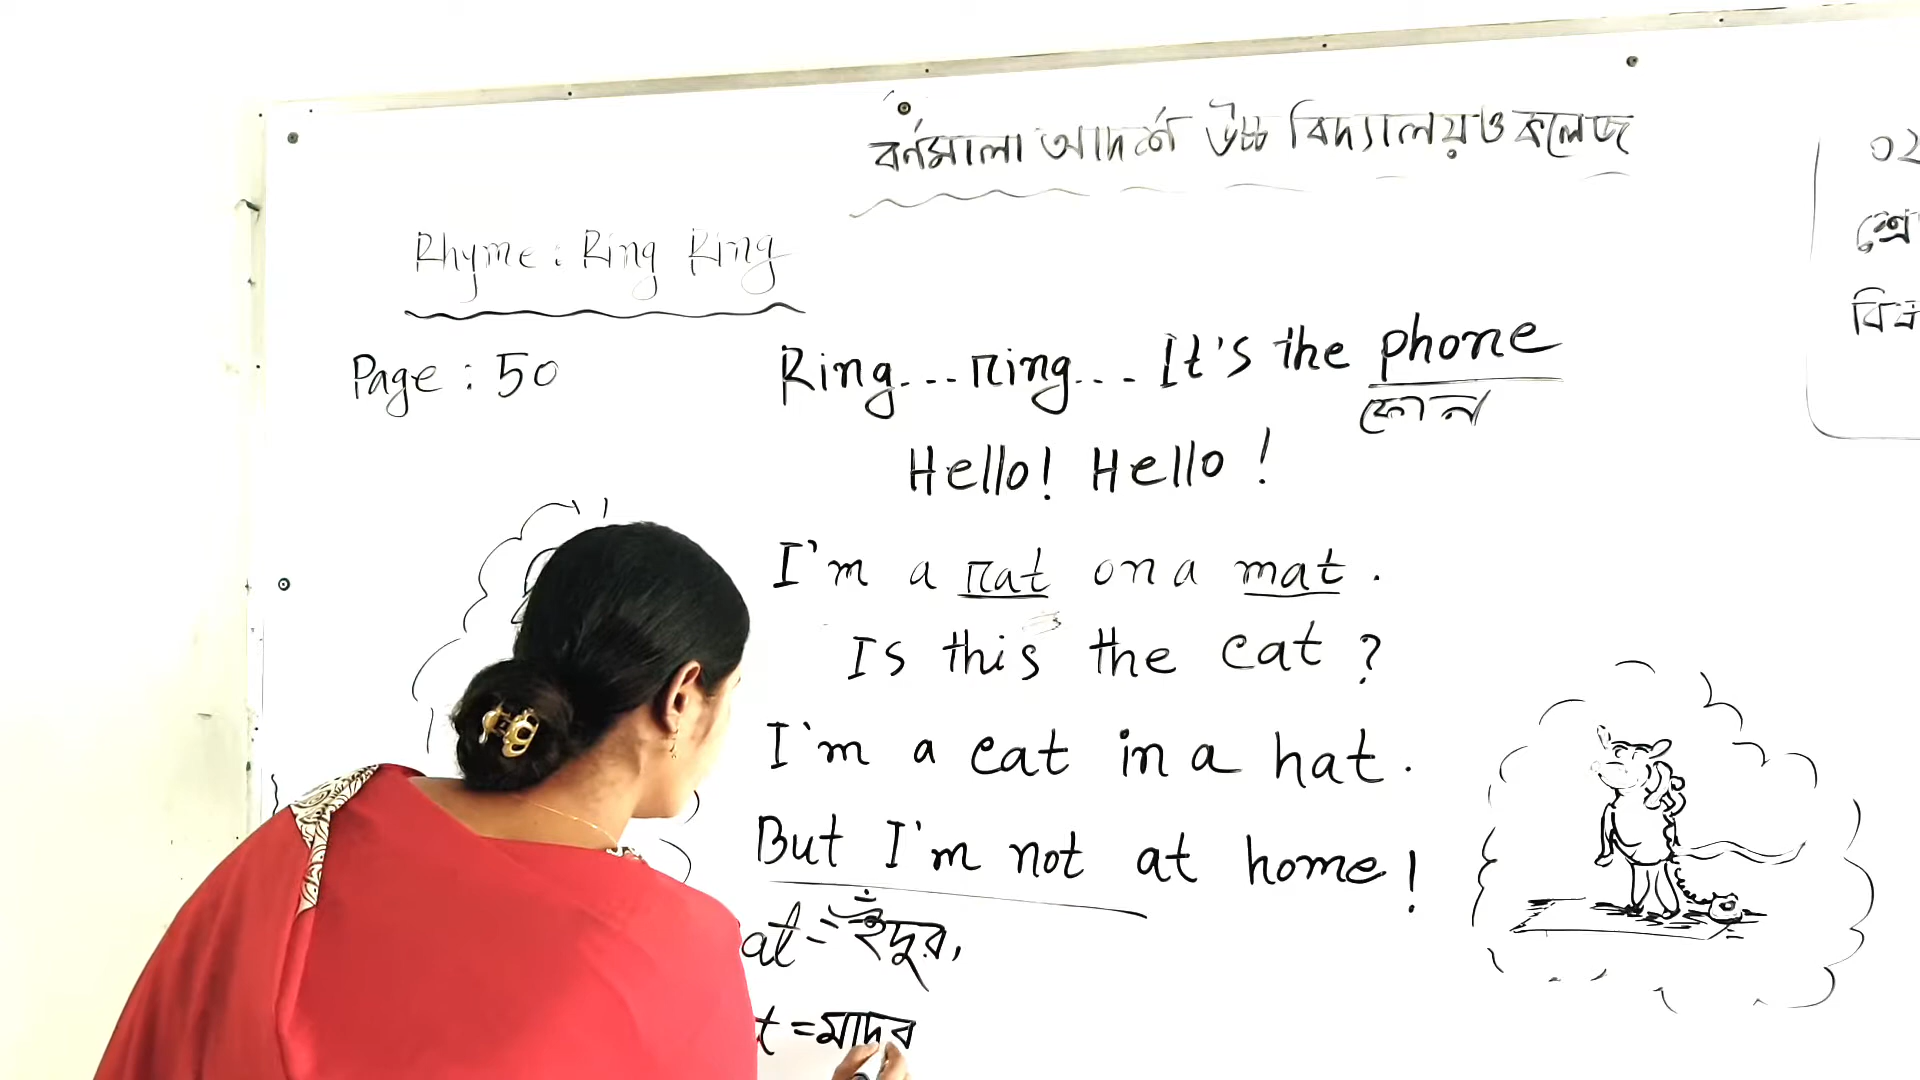 বর্ণমালা আদর্শ উচ্চ বিদ্যালয় ও কলেজ
০২
শ্রে
Rhyme: Ring Ring
Page: 50
Ring... ring... It's the phone
ফোন
Hello! Hello!
I'm a rat on a mat.
Is this the cat?
I'm a cat in a hat.
But I'm not at home!
at = ইঁদুর,
t = মাদুর